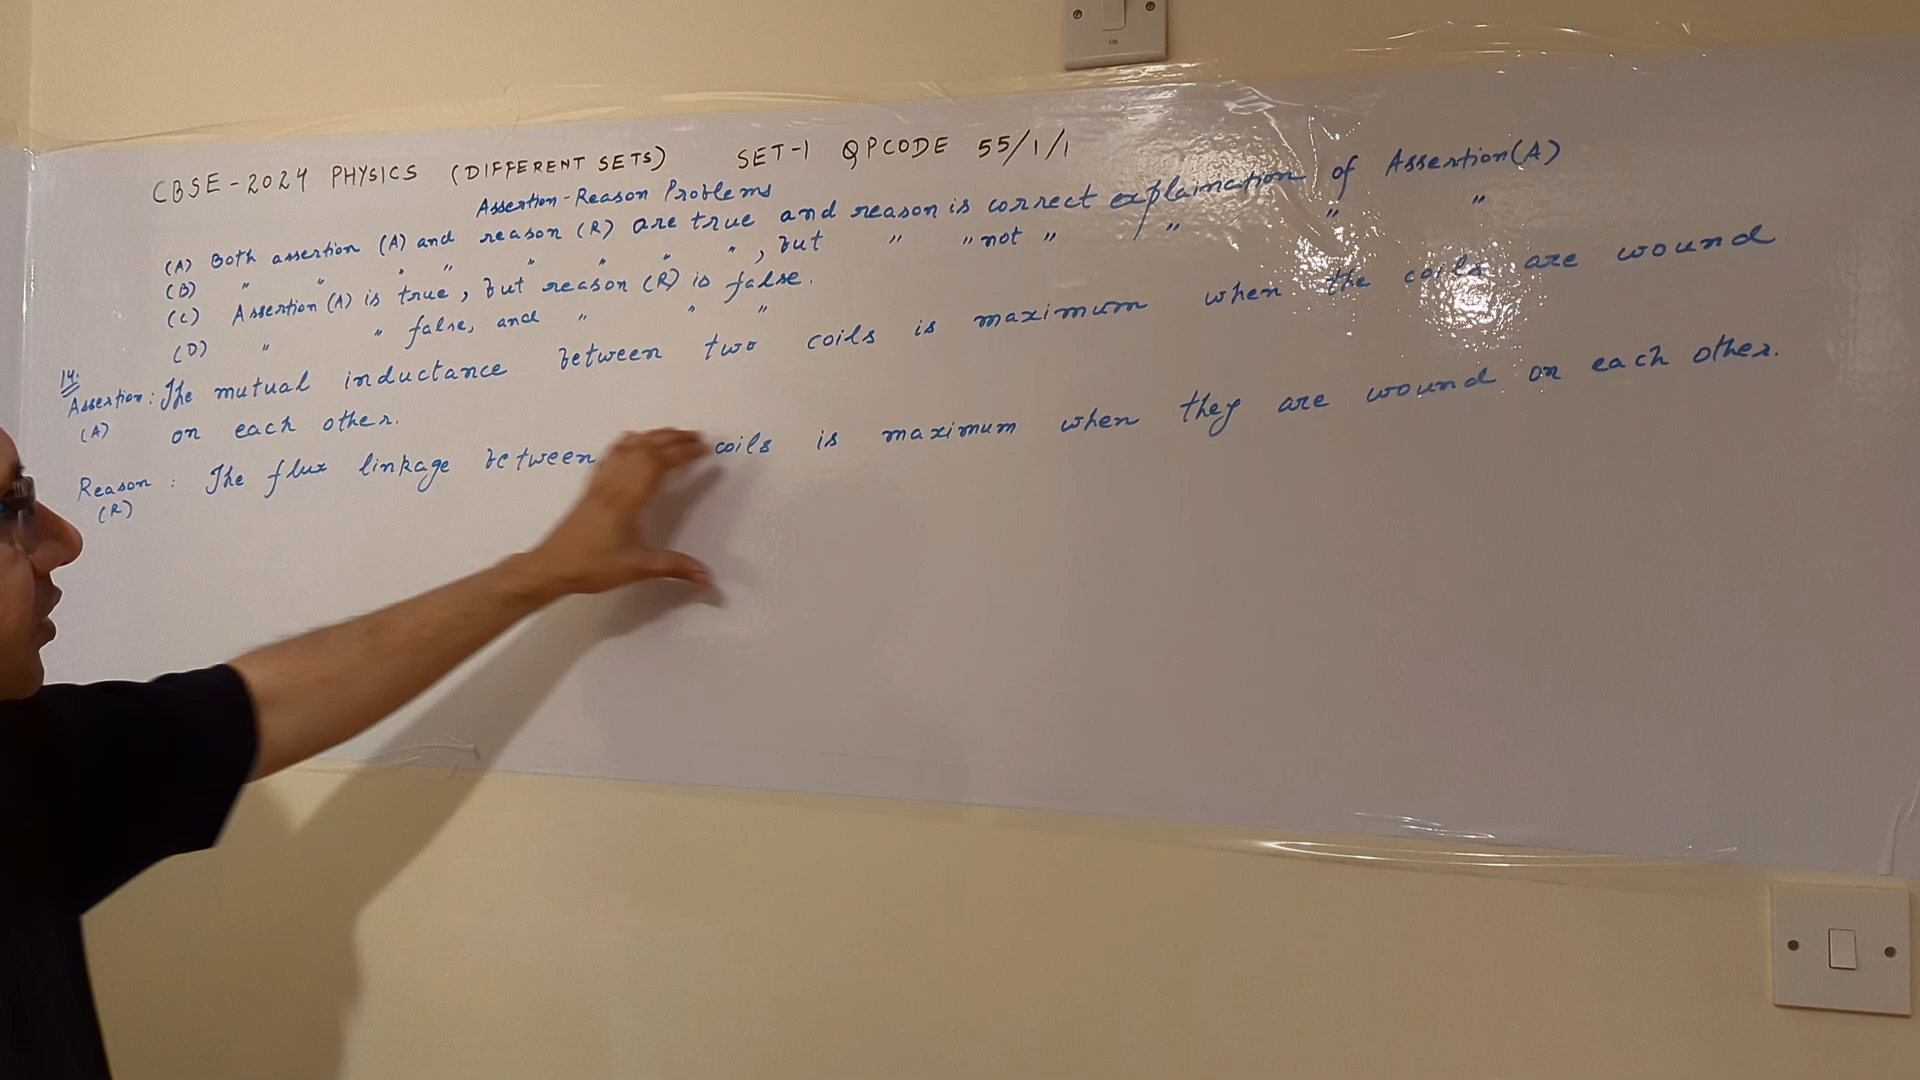 CBSE-2024 PHYSICS (DIFFERENT SETS) SET-1 QPCODE 55/1/1
Assertion-Reason Problems
(A) Both assertion (A) and reason (R) are true and reason is correct explaination of Assertion(A)
(B) " " " " " " " ", but " " not " " " "
(C) Assertion (A) is true, but reason (R) is false.
(D) " " false, and " " "
14.
Assertion: The mutual inductance between two coils is maximum when the coils are wound
(A) on each other.
Reason : The flux linkage between coils is maximum when they are wound on each other.
(R)
ON